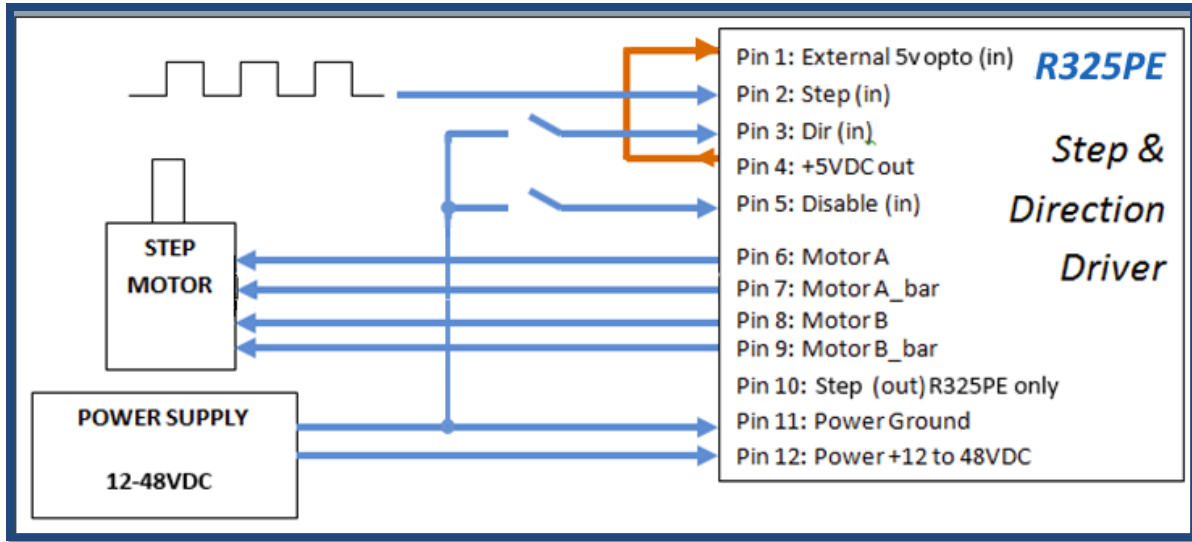 Pin 1: External 5v opto (in)
R325PE
Pin 2: Step (in)
Pin 3: Dir (in)
Step &
Pin 4: +5VDC out
Pin 5: Disable (in)
Direction
Driver
STEP
MOTOR
Pin 6: Motor A
Pin 7: Motor A_bar
Pin 8: Motor B
Pin 9: Motor B_bar
Pin 10: Step (out) R325PE only
POWER SUPPLY
12-48VDC
Pin 11: Power Ground
Pin 12: Power +12 to 48VDC